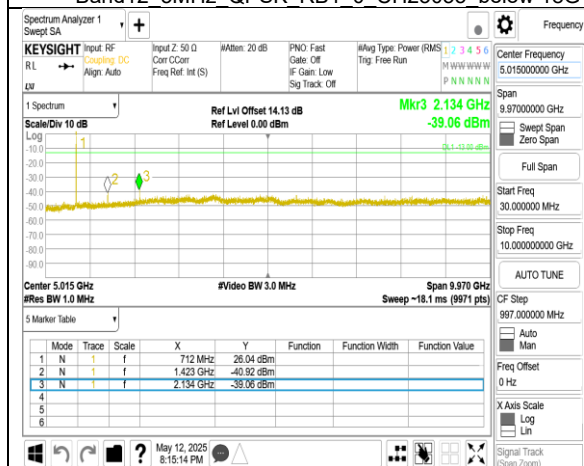 Spectrum Analyzer 1
Swept SA
Frequency
KEYSIGHT
RL
Input: RF
Coupling: DC
Align: Auto
Input Z: 50 Ω
Corr CCorr
Freq Ref: Int (S)
#Atten: 20 dB
PNO: Fast
Gate: Off
IF Gain: Low
Sig Track: Off
#Avg Type: Power (RMS
Trig: Free Run
1 2 3 4 5 6
M W W W W W
P N N N N N
1 Spectrum
Scale/Div 10 dB
Ref Lvl Offset 14.13 dB
Ref Level 0.00 dBm
Mkr3 2.134 GHz
-39.06 dBm
Log
-10.0
-20.0
-30.0
-40.0
-50.0
-60.0
-70.0
-80.0
-90.0
1
2
3
DL1 -13.00 dBm
Center 5.015 GHz
#Res BW 1.0 MHz
#Video BW 3.0 MHz
Span 9.970 GHz
Sweep ~18.1 ms (9971 pts)
5 Marker Table
Mode Trace Scale X Y Function Function Width Function Value
1 N 1 f 712 MHz 26.04 dBm
2 N 1 f 1.423 GHz -40.92 dBm
3 N 1 f 2.134 GHz -39.06 dBm
4
5
6
May 12, 2025
8:15:14 PM
Center Frequency
5.015000000 GHz
Span
9.97000000 GHz
Swept Span
Zero Span
Full Span
Start Freq
30.000000 MHz
Stop Freq
10.000000000 GHz
AUTO TUNE
CF Step
997.000000 MHz
Auto
Man
Freq Offset
0 Hz
X Axis Scale
Log
Lin
Signal Track
(Span Zoom)